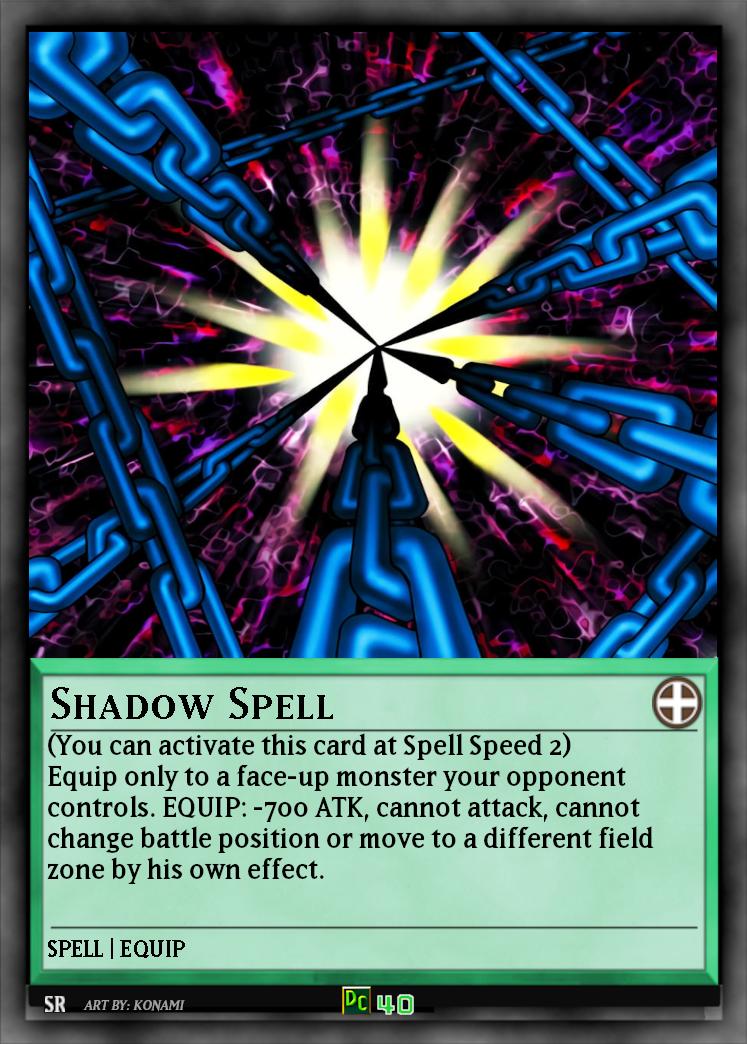 Shadow Spell
(You can activate this card at Spell Speed 2)
Equip only to a face-up monster your opponent
controls. EQUIP: -700 ATK, cannot attack, cannot
change battle position or move to a different field
zone by his own effect.
SPELL | EQUIP
SR ART BY: KONAMI DC 40